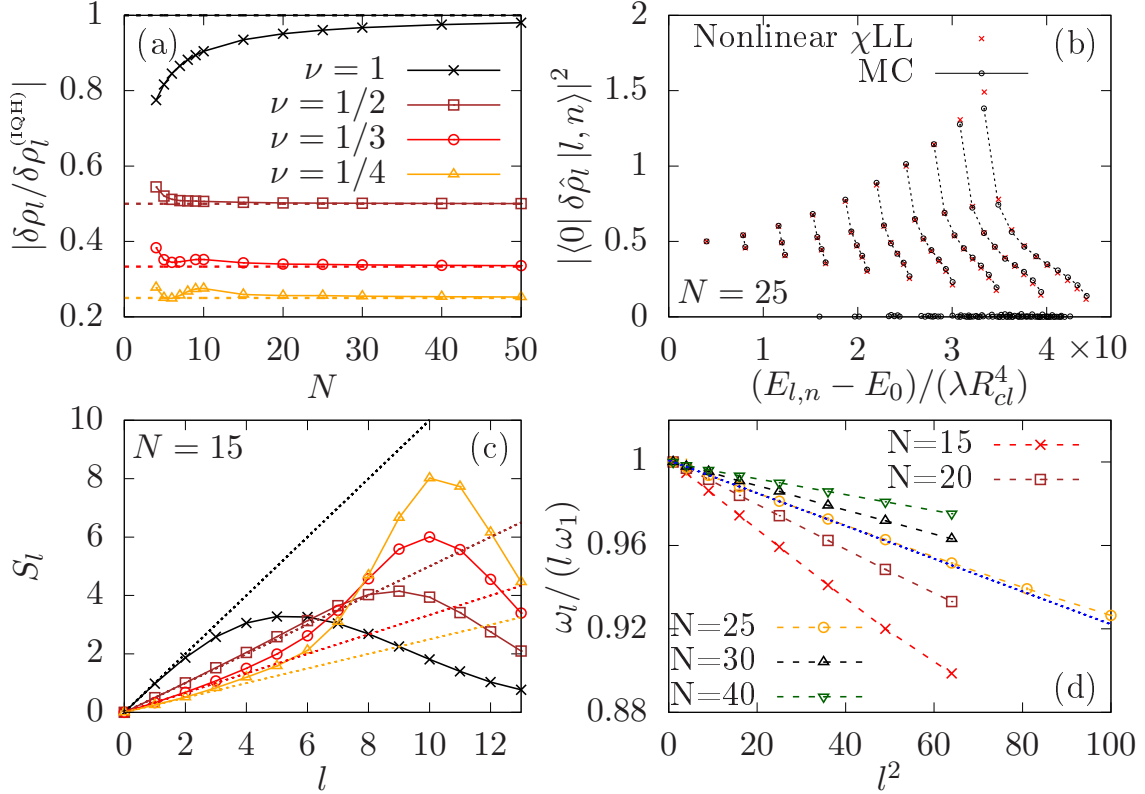 (a)
|δρ_l/δρ_l^(IQH)|
1
0.8
0.6
0.4
0.2
ν = 1
ν = 1/2
ν = 1/3
ν = 1/4
0 10 20 30 40 50
N
(b)
|⟨0| δρ̂_l |l, n⟩|^2
2
1.5
1
0.5
0
Nonlinear χLL
MC
N = 25
0 1 2 3 4 ×10
(E_{l,n} − E_0)/(λR_{cl}^4)
(c)
N = 15
S_l
10
8
6
4
2
0
0 2 4 6 8 10 12
l
(d)
ω_l/(l ω_1)
1
0.96
0.92
0.88
N=15
N=20
N=25
N=30
N=40
0 20 40 60 80 100
l^2